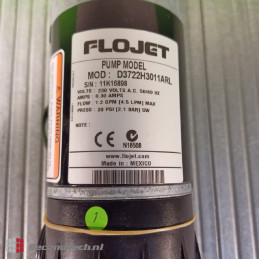 FLOJET
PUMP MODEL
MOD : D3722H3011ARL
S/N : 11K16898
VOLTS : 230 VOLTS A.C. 50/60 HZ
AMPS : 0.30 AMPS
FLOW : 1.2 GPM [4.5 LPM] MAX
PRESS : 30 PSI [2.1 BAR] SW
CE
N16508
www.flojet.com
Made in : MEXICO
1